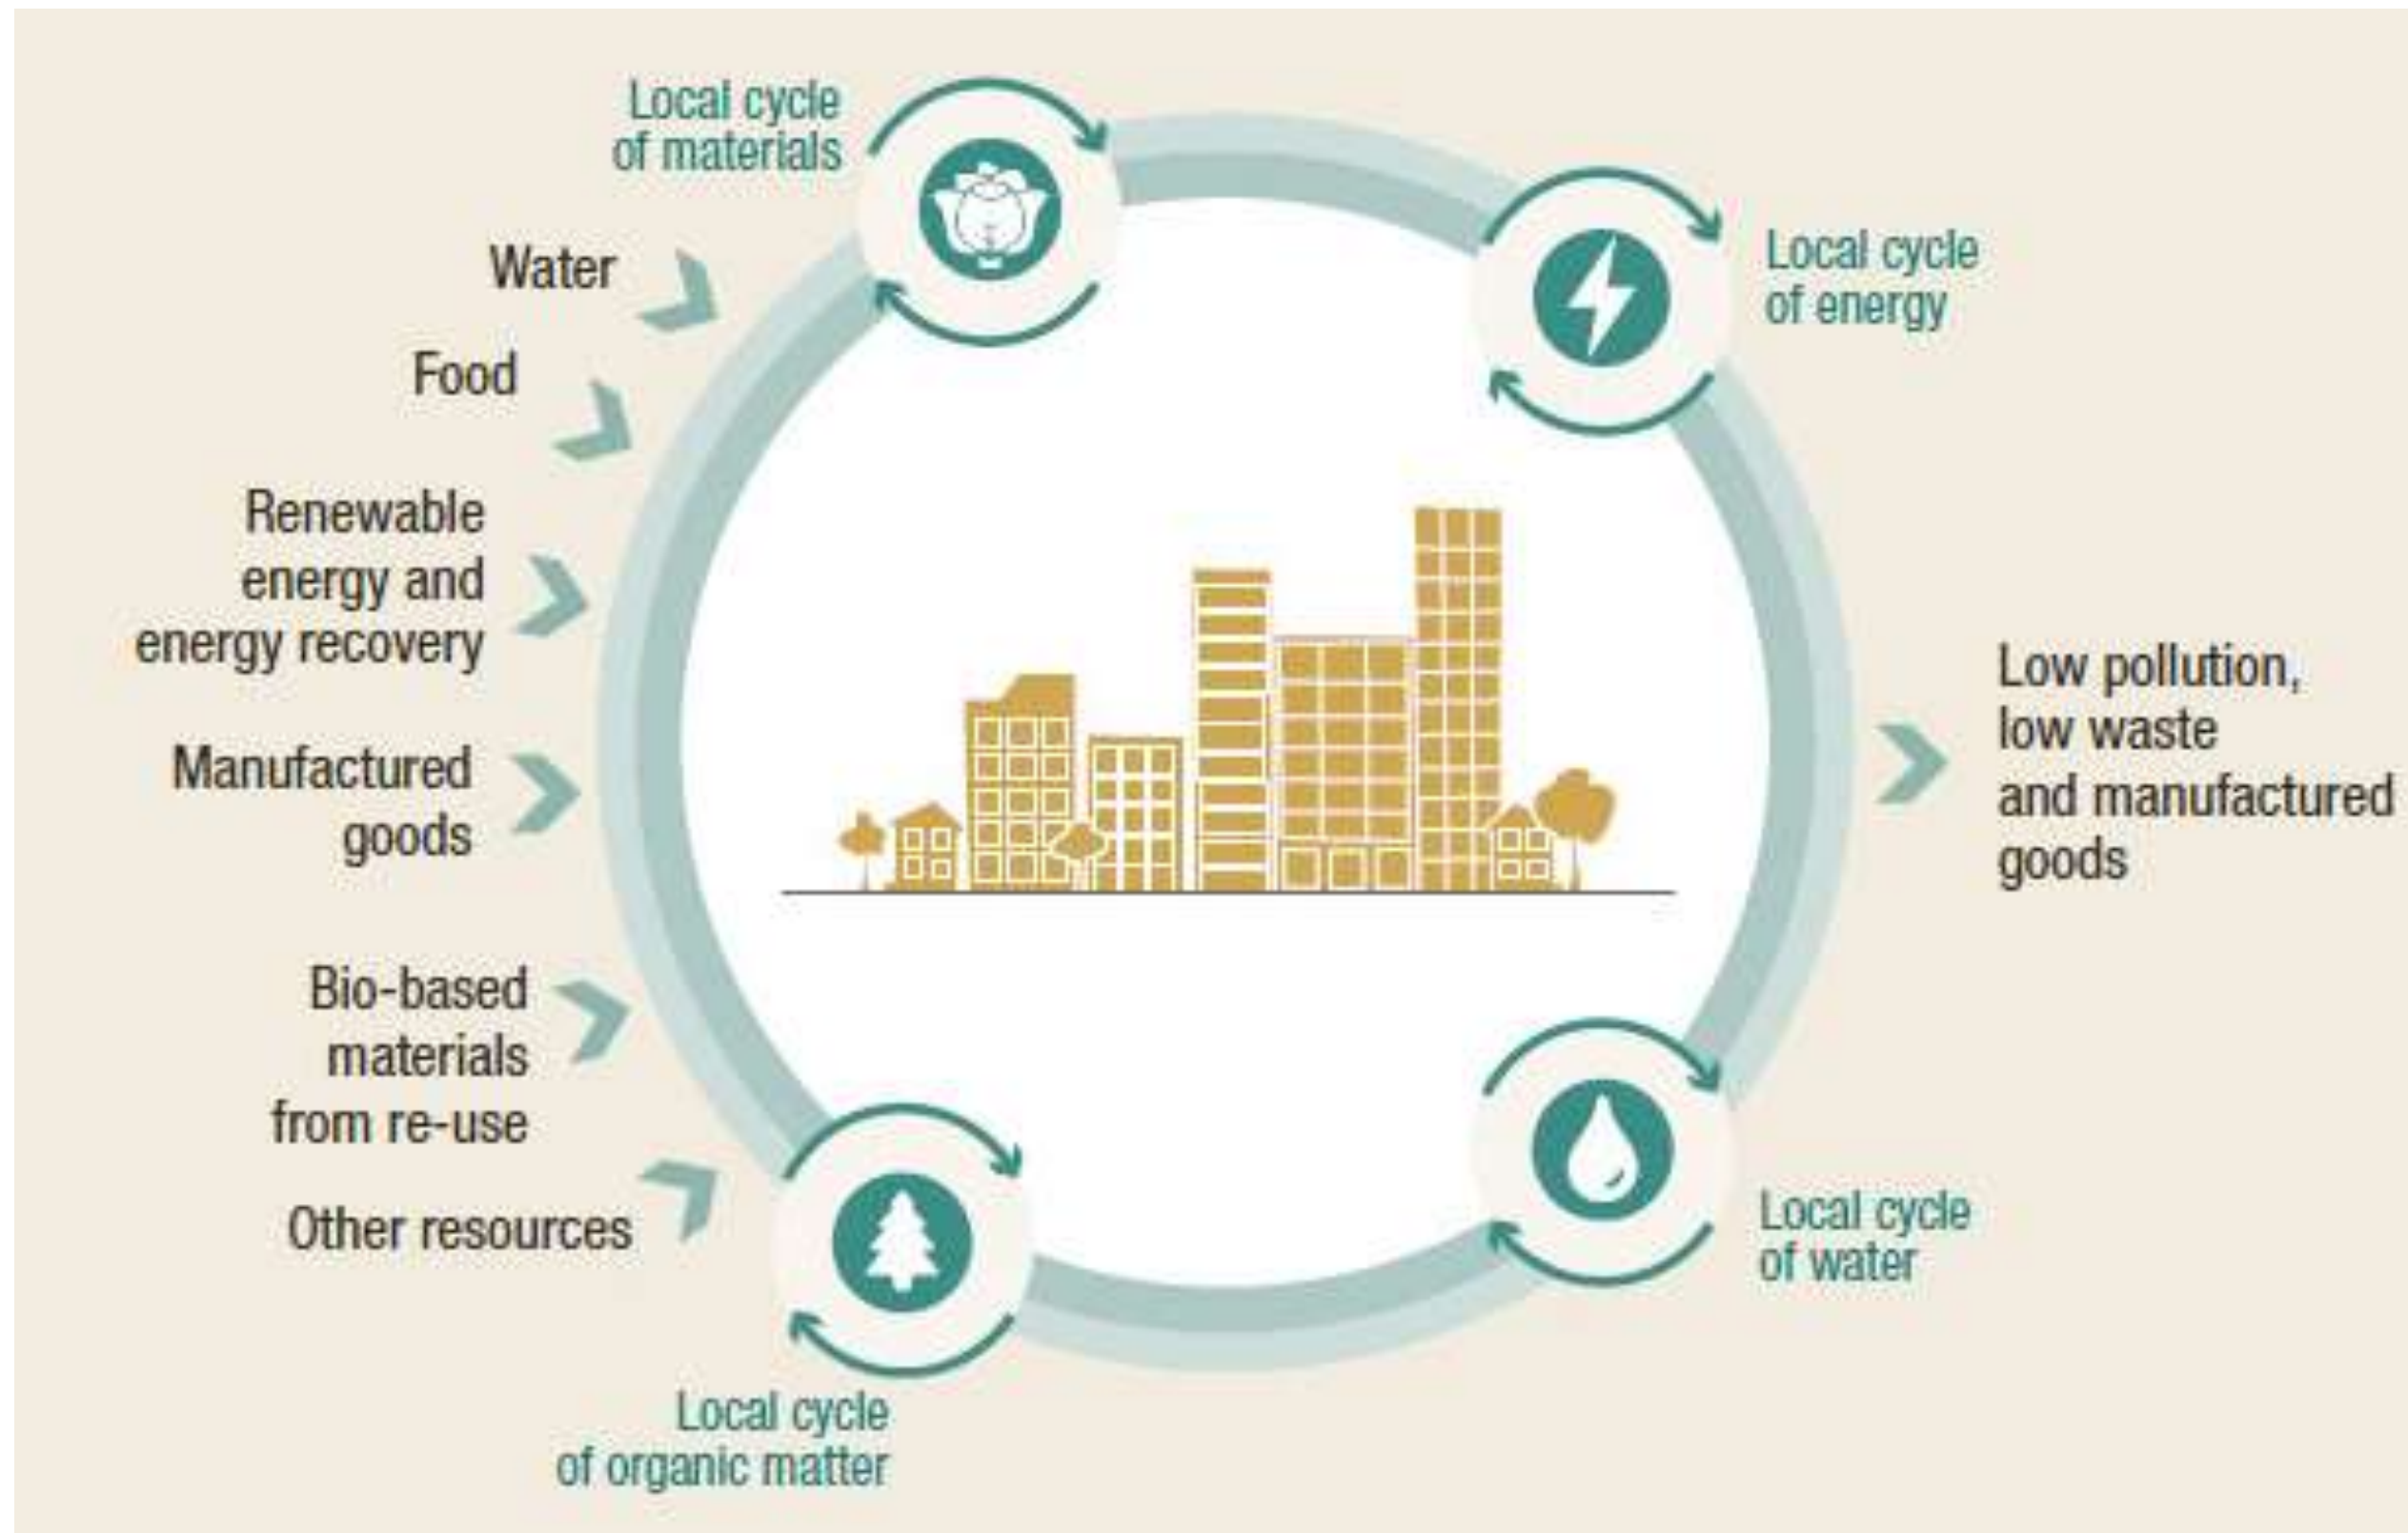 Local cycle
of materials
Water
Food
Renewable
energy and
energy recovery
Manufactured
goods
Bio-based
materials
from re-use
Other resources
Local cycle
of organic matter
Local cycle
of energy
Low pollution,
low waste
and manufactured
goods
Local cycle
of water